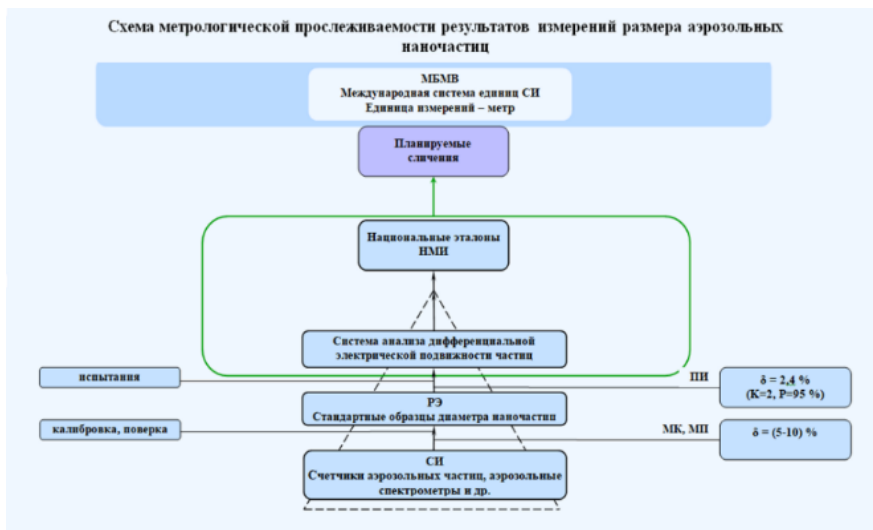 Схема метрологической прослеживаемости результатов измерений размера аэрозольных
наночастиц
МБМВ
Международная система единиц СИ
Единица измерений – метр
Планируемые
сличения
Национальные эталоны
НМИ
Система анализа дифференциальной
электрической подвижности частиц
испытания
ПИ
δ = 2,4 %
(K=2, P=95 %)
РЭ
Стандартные образцы диаметра наночастиц
калибровка, поверка
МК, МП
δ = (5-10) %
СИ
Счетчики аэрозольных частиц, аэрозольные
спектрометры и др.